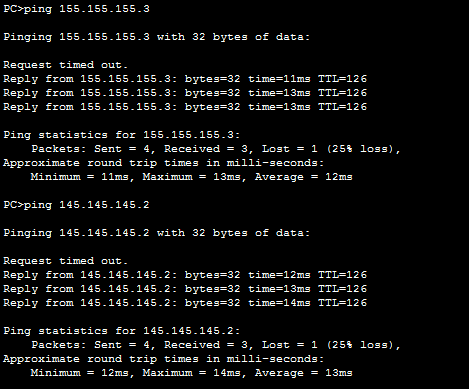 PC>ping 155.155.155.3
Pinging 155.155.155.3 with 32 bytes of data:
Request timed out.
Reply from 155.155.155.3: bytes=32 time=11ms TTL=126
Reply from 155.155.155.3: bytes=32 time=13ms TTL=126
Reply from 155.155.155.3: bytes=32 time=13ms TTL=126
Ping statistics for 155.155.155.3:
    Packets: Sent = 4, Received = 3, Lost = 1 (25% loss),
Approximate round trip times in milli-seconds:
    Minimum = 11ms, Maximum = 13ms, Average = 12ms
PC>ping 145.145.145.2
Pinging 145.145.145.2 with 32 bytes of data:
Request timed out.
Reply from 145.145.145.2: bytes=32 time=12ms TTL=126
Reply from 145.145.145.2: bytes=32 time=13ms TTL=126
Reply from 145.145.145.2: bytes=32 time=14ms TTL=126
Ping statistics for 145.145.145.2:
    Packets: Sent = 4, Received = 3, Lost = 1 (25% loss),
Approximate round trip times in milli-seconds:
    Minimum = 12ms, Maximum = 14ms, Average = 13ms